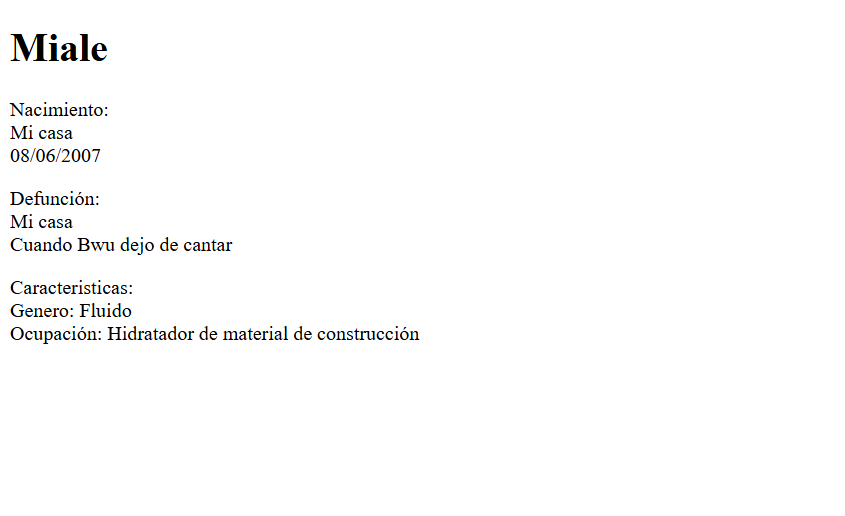 Miale
Nacimiento:
Mi casa
08/06/2007
Defunción:
Mi casa
Cuando Bwu dejo de cantar
Caracteristicas:
Genero: Fluido
Ocupación: Hidratador de material de construcción